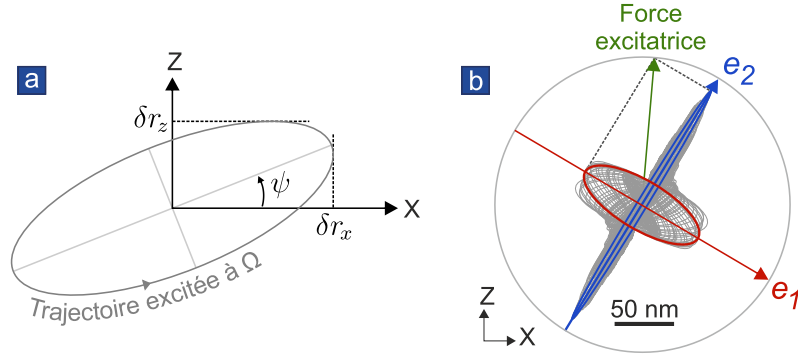 a
Z
δr_z
ψ
X
δr_x
Trajectoire excitée à Ω
b
Force
excitatrice
e_2
e_1
50 nm
Z
X